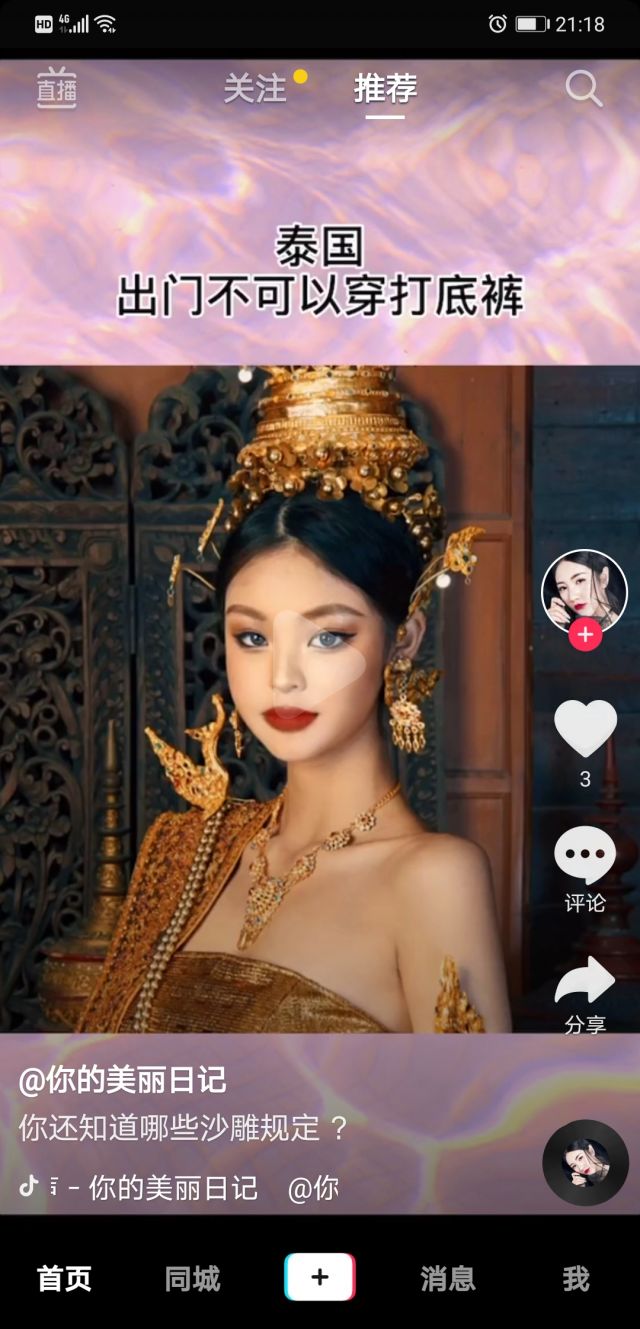 HD 4G 21:18
直播 关注 推荐
泰国
出门不可以穿打底裤
3
评论
分享
@你的美丽日记
你还知道哪些沙雕规定？
- 你的美丽日记 @你
首页 同城 消息 我